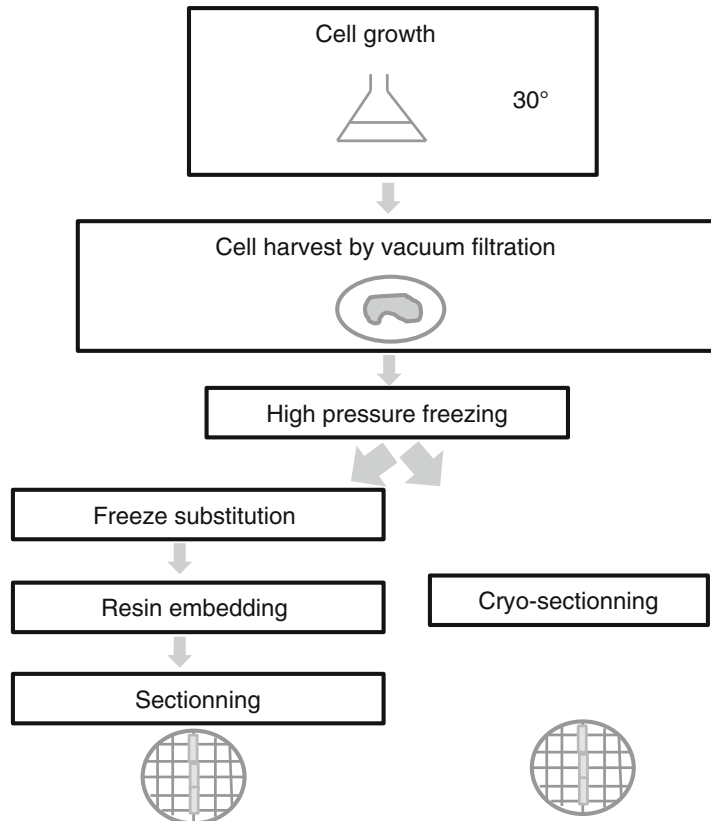 Cell growth
30°
Cell harvest by vacuum filtration
High pressure freezing
Freeze substitution
Resin embedding
Cryo-sectionning
Sectionning